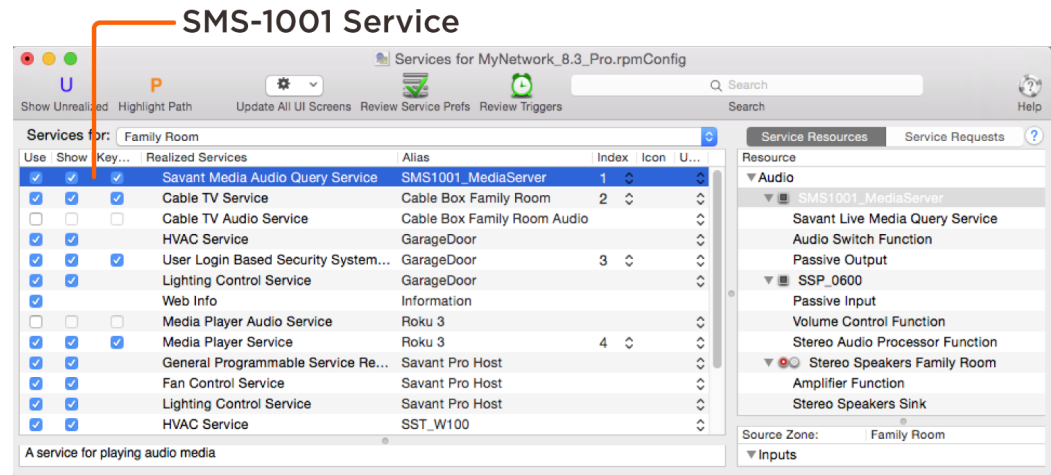 SMS-1001 Service
Services for MyNetwork_8.3_Pro.rpmConfig
U P Search
Show Unrealized Highlight Path Update All UI Screens Review Service Prefs Review Triggers Search Help
Services for: Family Room Service Resources Service Requests ?
Use Show Key... Realized Services Alias Index Icon U... Resource
Savant Media Audio Query Service SMS1001_MediaServer 1 Audio
Cable TV Service Cable Box Family Room 2 SMS1001_MediaServer
Cable TV Audio Service Cable Box Family Room Audio Savant Live Media Query Service
HVAC Service GarageDoor Audio Switch Function
User Login Based Security System... GarageDoor 3 Passive Output
Lighting Control Service GarageDoor SSP_0600
Web Info Information Passive Input
Media Player Audio Service Roku 3 Volume Control Function
Media Player Service Roku 3 4 Stereo Audio Processor Function
General Programmable Service Re... Savant Pro Host Stereo Speakers Family Room
Fan Control Service Savant Pro Host Amplifier Function
Lighting Control Service Savant Pro Host Stereo Speakers Sink
HVAC Service SST_W100
Source Zone: Family Room
A service for playing audio media Inputs